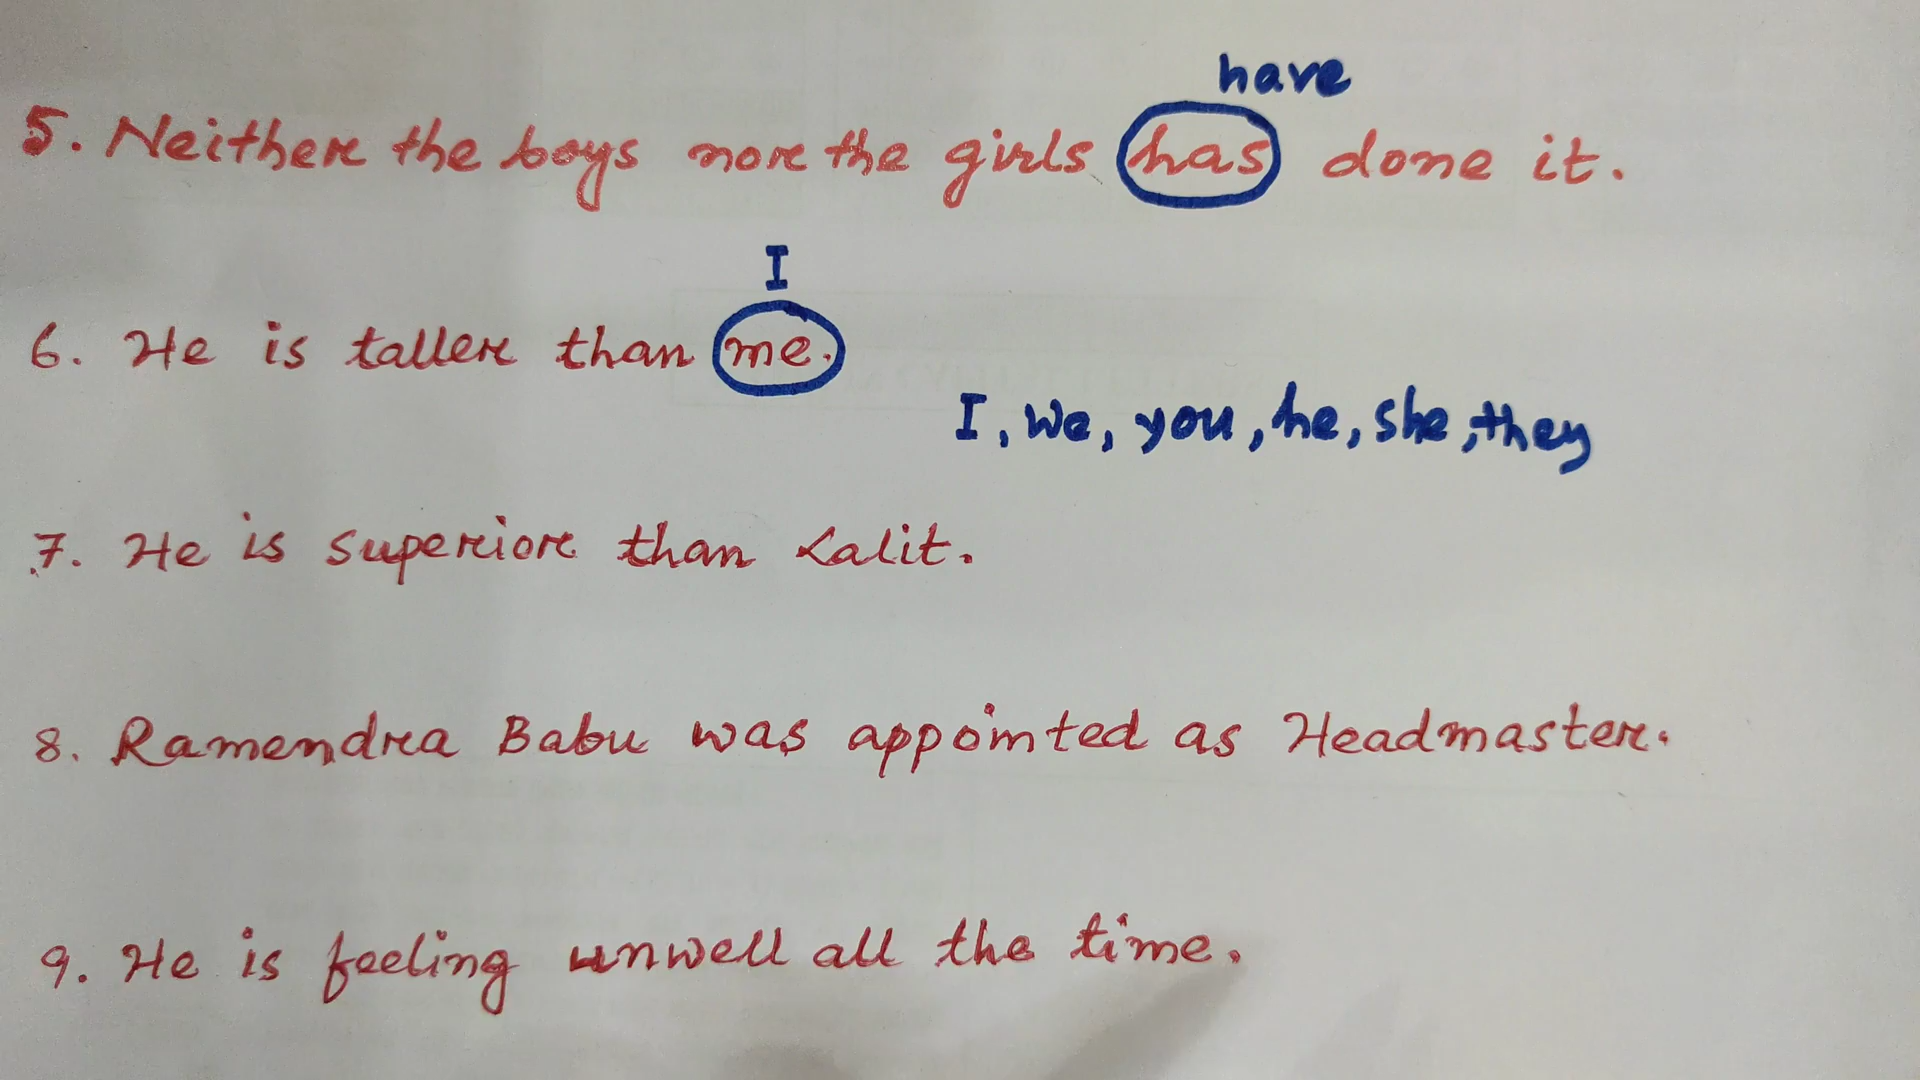 have
5. Neither the boys nor the girls has done it.
I
6. He is taller than me.
I, we, you, he, she, they
7. He is superior than Lalit.
8. Ramendra Babu was appointed as Headmaster.
9. He is feeling unwell all the time.